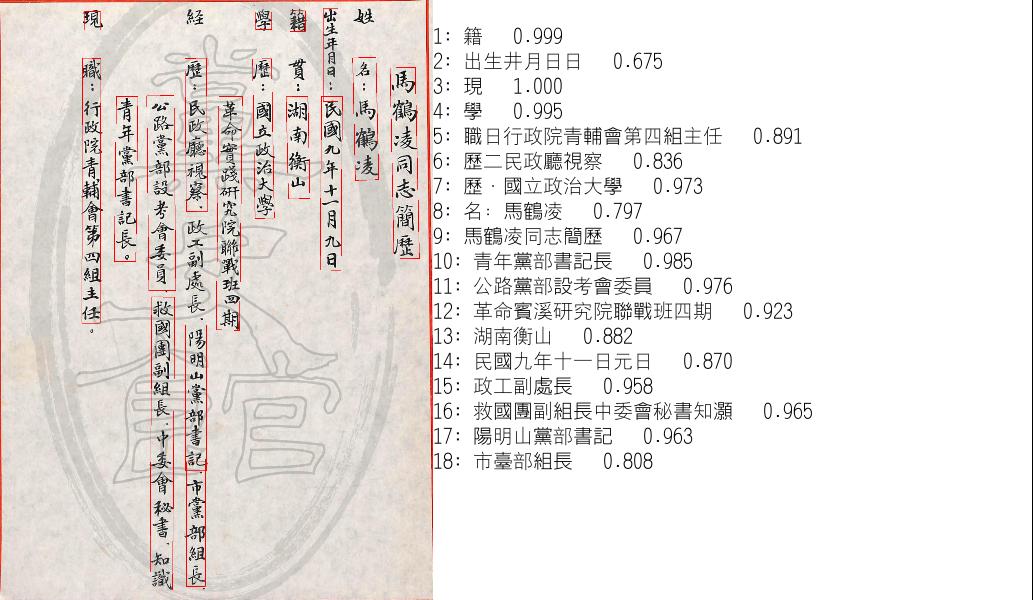 馬鶴凌同志簡歷
姓 名：馬鶴凌
出生年月日：民國九年十一月九日
籍 貫：湖南衡山
學 歷：國立政治大學
革命實踐研究院聯戰班四期
経 歷：民政廳視察、政工副處長、陽明山黨部書記、市黨部組長、
公路黨部設考會委員、救國團副組長、中委會秘書、知識
青年黨部書記長。
現 職：行政院青輔會第四組主任。
1: 籍 0.999
2: 出生井月日日 0.675
3: 現 1.000
4: 學 0.995
5: 職日行政院青輔會第四組主任 0.891
6: 歷二民政廳視察 0.836
7: 歷·國立政治大學 0.973
8: 名：馬鶴凌 0.797
9: 馬鶴凌同志簡歷 0.967
10: 青年黨部書記長 0.985
11: 公路黨部設考會委員 0.976
12: 革命賓溪研究院聯戰班四期 0.923
13: 湖南衡山 0.882
14: 民國九年十一日元日 0.870
15: 政工副處長 0.958
16: 救國團副組長中委會秘書知灝 0.965
17: 陽明山黨部書記 0.963
18: 市臺部組長 0.808